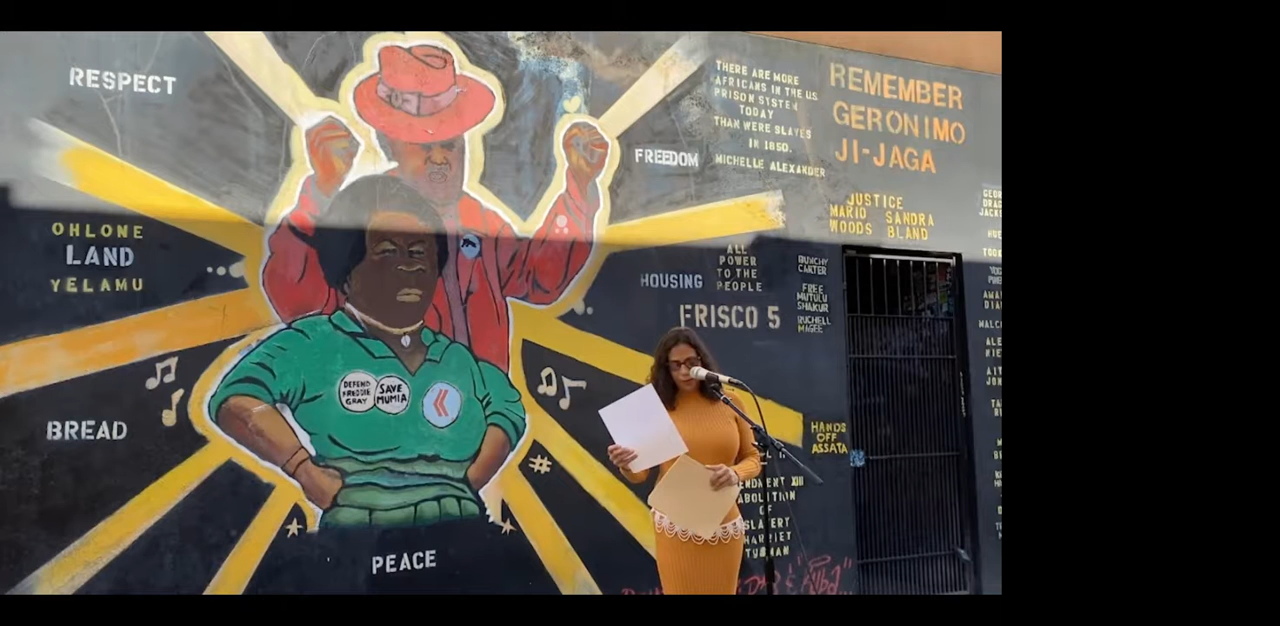 RESPECT
OHLONE
LAND
YELAMU
BREAD
PEACE
DEFEND
FREDDIE
GRAY
SAVE
MUMIA
FREEDOM
THERE ARE MORE
AFRICANS IN THE US
PRISON SYSTEM
TODAY
THAN WERE SLAVES
IN 1850.
MICHELLE ALEXANDER
REMEMBER
GERONIMO
JI-JAGA
JUSTICE
MARIO SANDRA
WOODS BLAND
HOUSING
ALL
POWER
TO THE
PEOPLE
FRISCO 5
BUNCHY
CARTER
FREE
MUTULU
SHAKUR
RUCHELL
MAGEE
HANDS
OFF
ASSATA
XIII
ABOLITION
OF
SLAVERY
HARRIET
TUBMAN